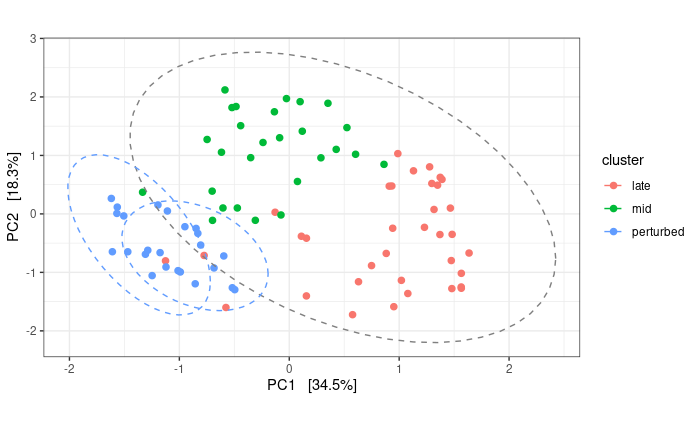 3
2
1
0
-1
-2
PC2 [18.3%]
-2
-1
0
1
2
PC1 [34.5%]
cluster
late
mid
perturbed